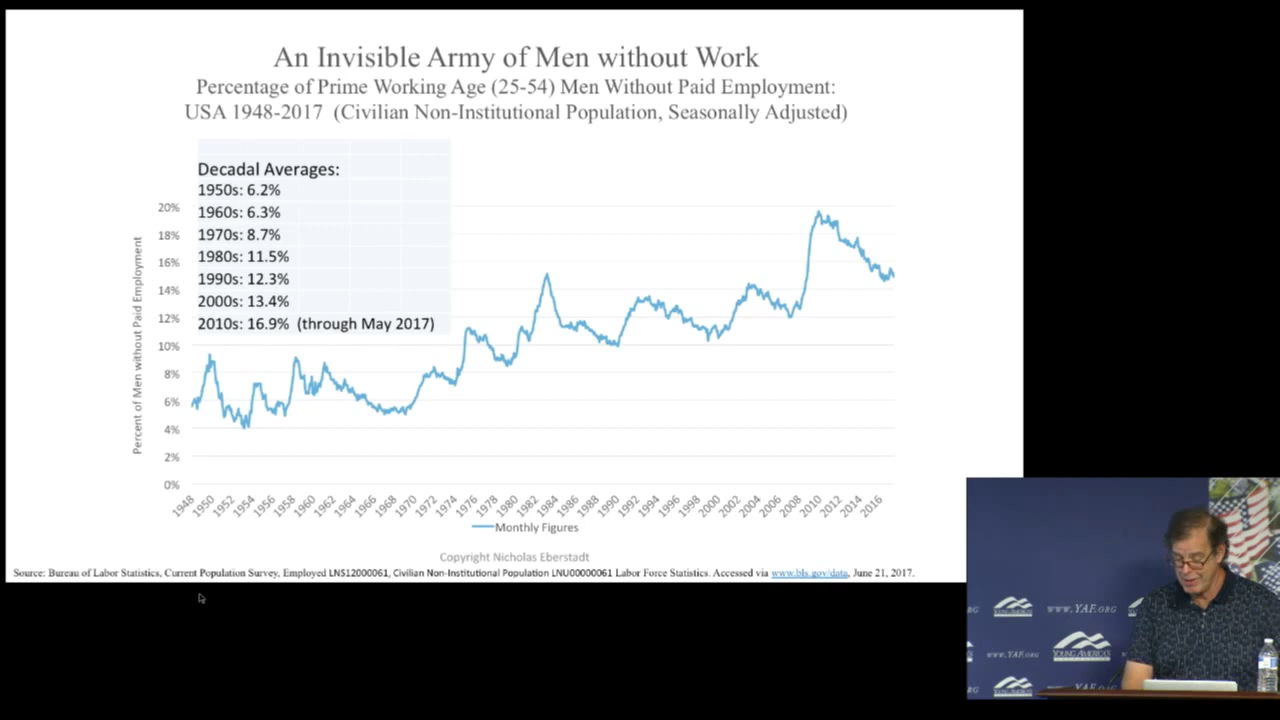 An Invisible Army of Men without Work
Percentage of Prime Working Age (25-54) Men Without Paid Employment:
USA 1948-2017 (Civilian Non-Institutional Population, Seasonally Adjusted)
Decadal Averages:
1950s: 6.2%
1960s: 6.3%
1970s: 8.7%
1980s: 11.5%
1990s: 12.3%
2000s: 13.4%
2010s: 16.9% (through May 2017)
Percent of Men without Paid Employment
20%
18%
16%
14%
12%
10%
8%
6%
4%
2%
0%
1948 1950 1952 1954 1956 1958 1960 1962 1964 1966 1968 1970 1972 1974 1976 1978 1980 1982 1984 1986 1988 1990 1992 1994 1996 1998 2000 2002 2004 2006 2008 2010 2012 2014 2016
Monthly Figures
Copyright Nicholas Eberstadt
Source: Bureau of Labor Statistics, Current Population Survey, Employed LNS12000061, Civilian Non-Institutional Population LNU00000061 Labor Force Statistics. Accessed via www.bls.gov/data, June 21, 2017.
RG
WWW.YAF.ORG
WWW.YAF.ORG
YOUNG AMERICA'S
RG